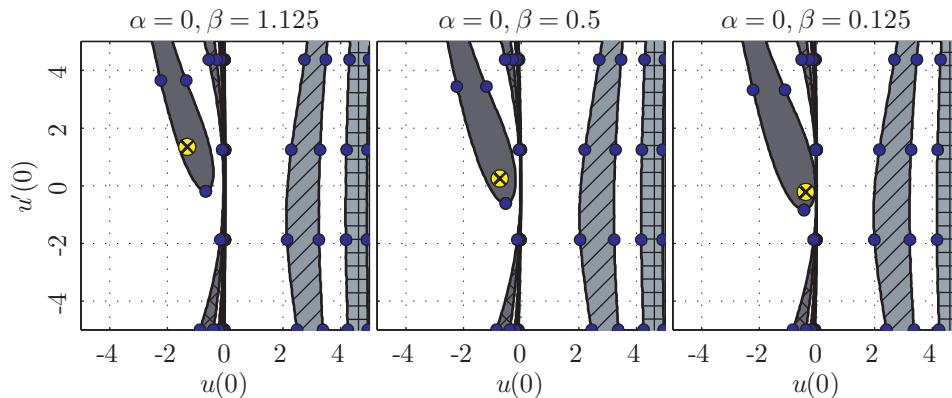 α = 0, β = 1.125
α = 0, β = 0.5
α = 0, β = 0.125
u′(0)
4
2
0
-2
-4
-4 -2 0 2 4
-4 -2 0 2 4
-4 -2 0 2 4
u(0)
u(0)
u(0)